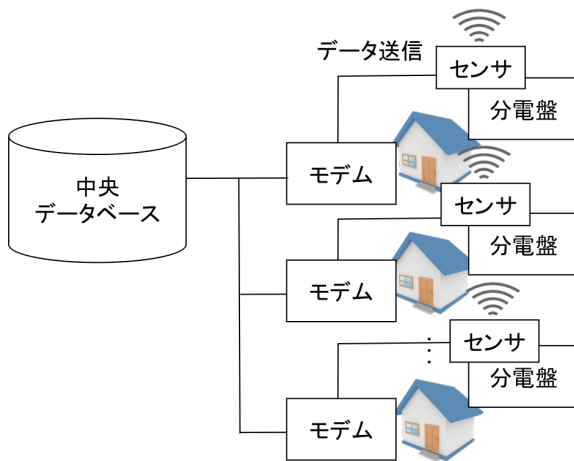 データ送信
センサ
分電盤
モデム
中央
データベース
センサ
分電盤
モデム
センサ
⋮
分電盤
モデム